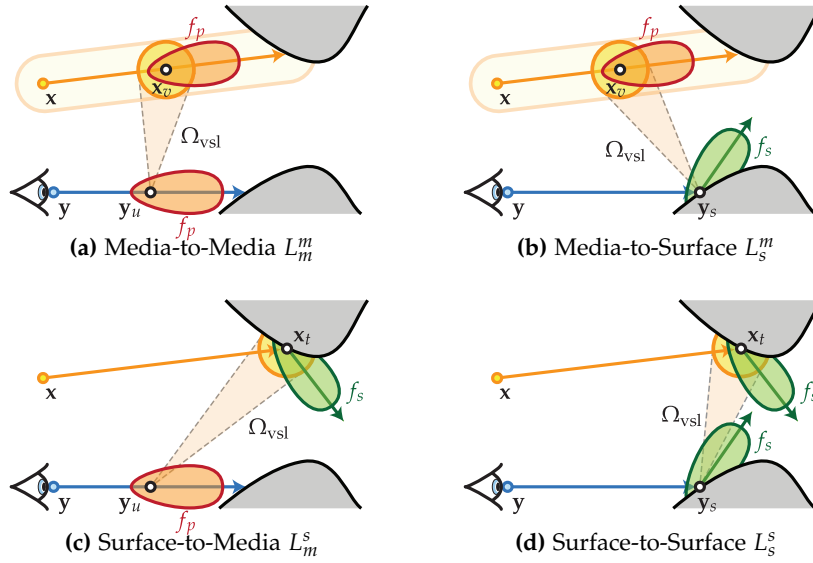 f_p f_p
x x_v x x_v
Ω_vsl Ω_vsl f_s
y y_u f_p y y_s
(a) Media-to-Media L_m^m (b) Media-to-Surface L_s^m
x_t x_t
x f_s x f_s
Ω_vsl Ω_vsl f_s
y y_u f_p y y_s
(c) Surface-to-Media L_m^s (d) Surface-to-Surface L_s^s